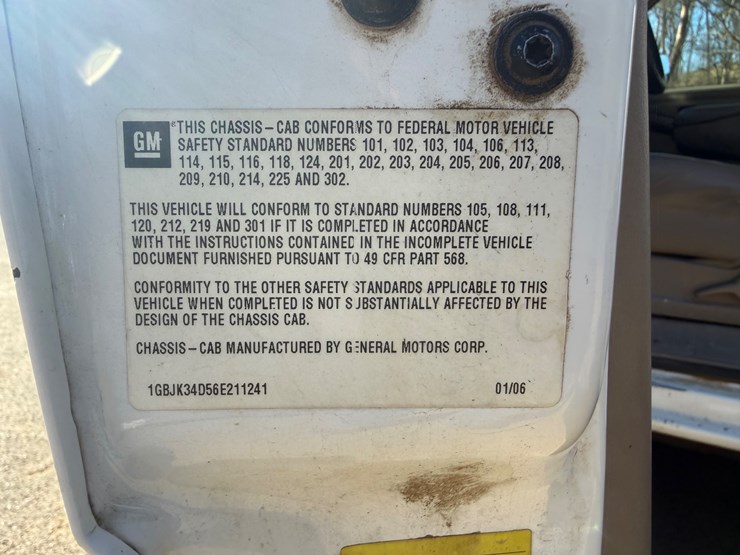 GM
"THIS CHASSIS – CAB CONFORMS TO FEDERAL MOTOR VEHICLE
SAFETY STANDARD NUMBERS 101, 102, 103, 104, 106, 113,
114, 115, 116, 118, 124, 201, 202, 203, 204, 205, 206, 207, 208,
209, 210, 214, 225 AND 302.
THIS VEHICLE WILL CONFORM TO STANDARD NUMBERS 105, 108, 111,
120, 212, 219 AND 301 IF IT IS COMPLETED IN ACCORDANCE
WITH THE INSTRUCTIONS CONTAINED IN THE INCOMPLETE VEHICLE
DOCUMENT FURNISHED PURSUANT TO 49 CFR PART 568.
CONFORMITY TO THE OTHER SAFETY STANDARDS APPLICABLE TO THIS
VEHICLE WHEN COMPLETED IS NOT SUBSTANTIALLY AFFECTED BY THE
DESIGN OF THE CHASSIS CAB.
CHASSIS – CAB MANUFACTURED BY GENERAL MOTORS CORP.
1GBJK34D56E211241 01/06